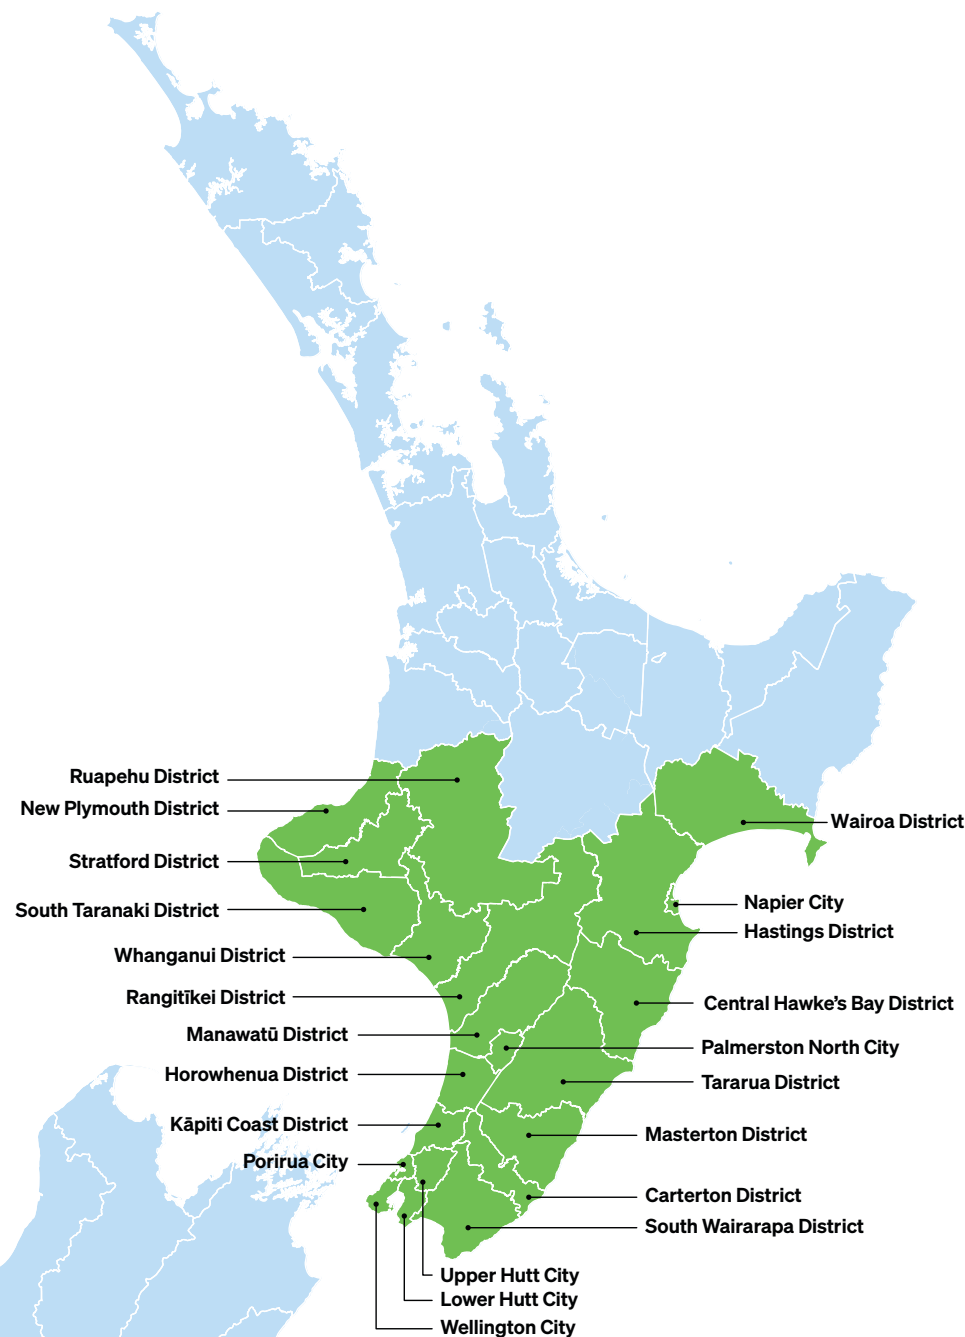 Ruapehu District
New Plymouth District
Stratford District
South Taranaki District
Whanganui District
Rangitīkei District
Manawatū District
Horowhenua District
Kāpiti Coast District
Porirua City
Wairoa District
Napier City
Hastings District
Central Hawke’s Bay District
Palmerston North City
Tararua District
Masterton District
Carterton District
South Wairarapa District
Upper Hutt City
Lower Hutt City
Wellington City